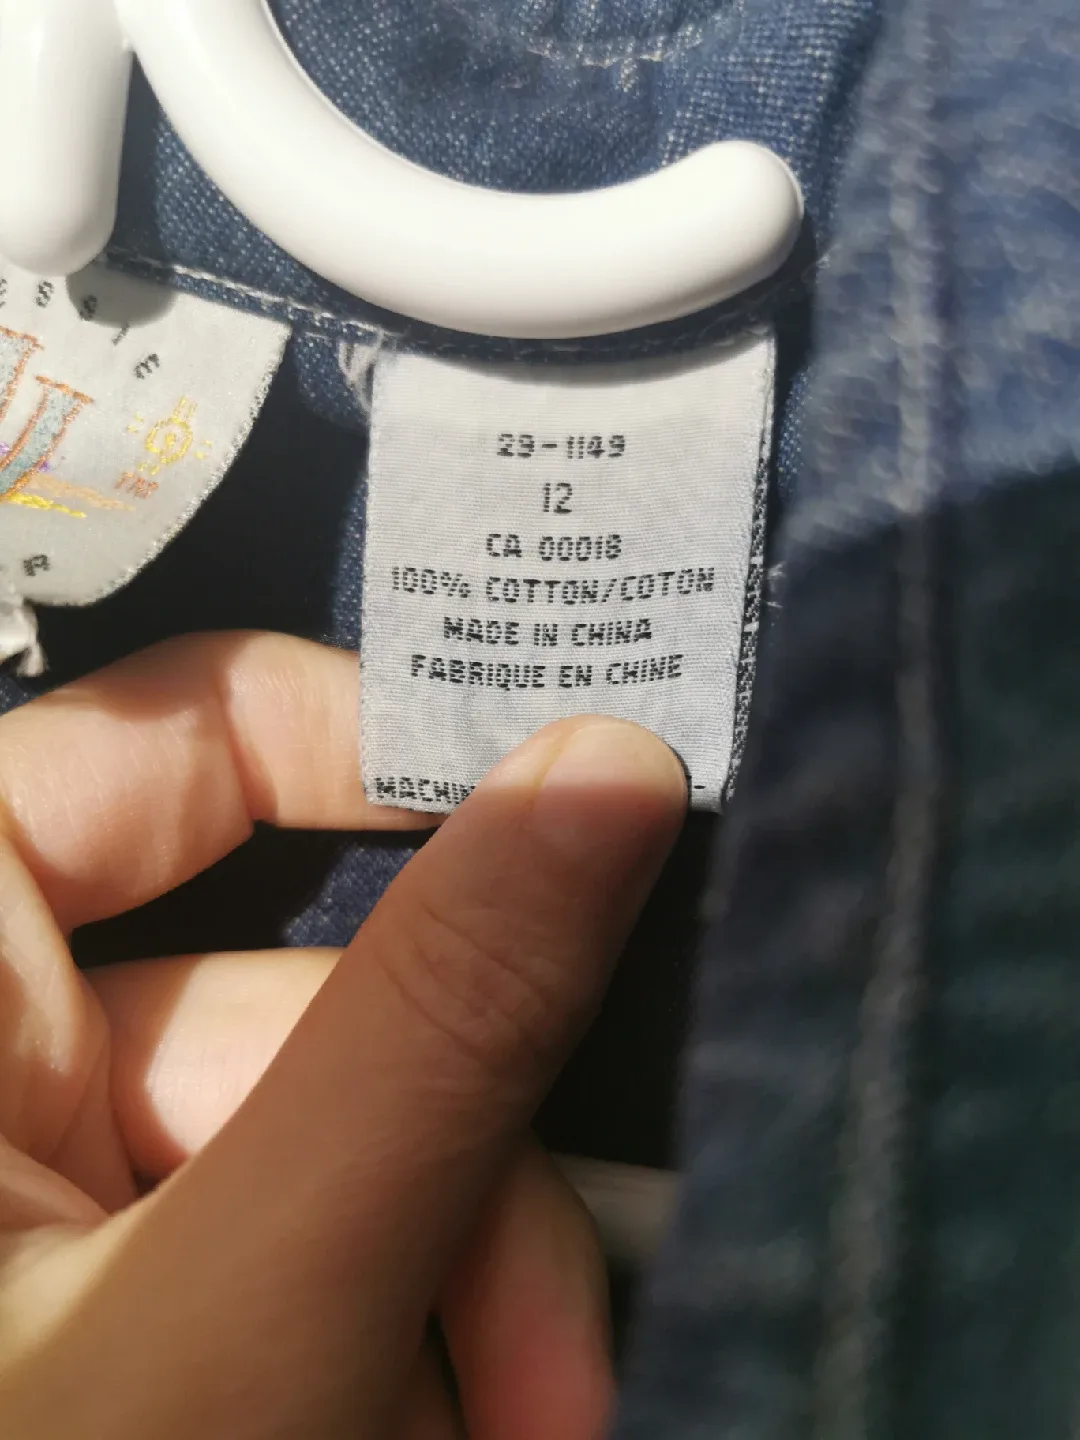 29-1149
12
CA 00018
100% COTTON/COTON
MADE IN CHINA
FABRIQUE EN CHINE